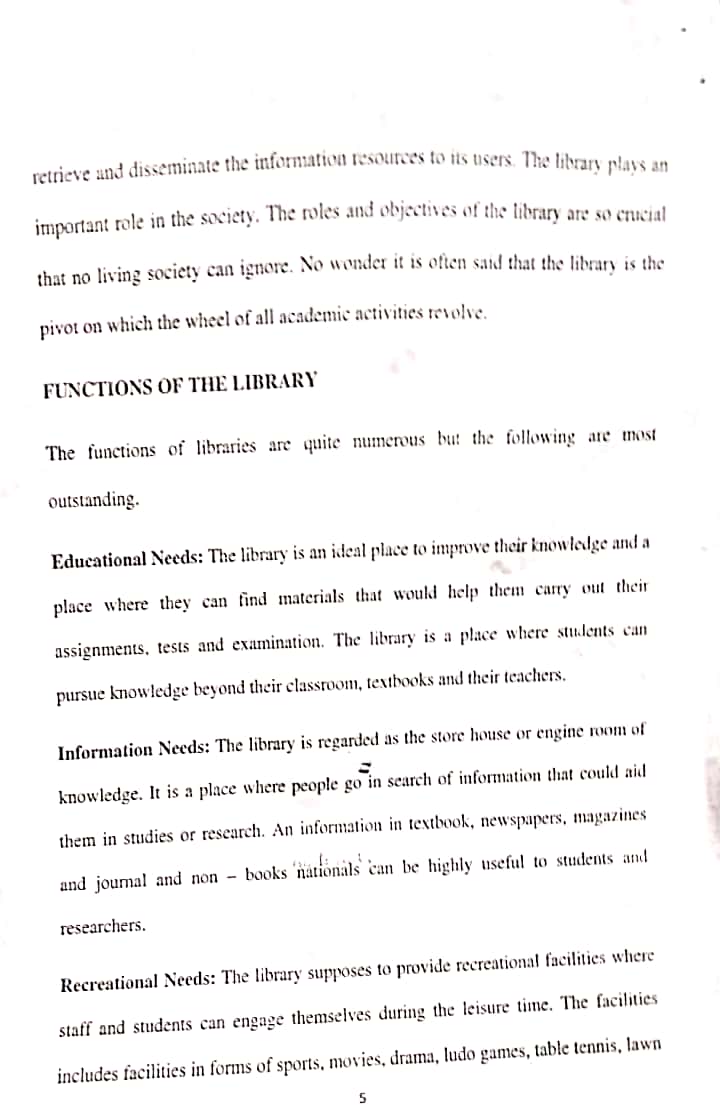 retrieve and disseminate the information resources to its users. The library plays an
important role in the society. The roles and objectives of the library are so crucial
that no living society can ignore. No wonder it is often said that the library is the
pivot on which the wheel of all academic activities revolve.
FUNCTIONS OF THE LIBRARY
The functions of libraries are quite numerous but the following are most
outstanding.
Educational Needs: The library is an ideal place to improve their knowledge and a
place where they can find materials that would help them carry out their
assignments, tests and examination. The library is a place where students can
pursue knowledge beyond their classroom, textbooks and their teachers.
Information Needs: The library is regarded as the store house or engine room of
knowledge. It is a place where people go in search of information that could aid
them in studies or research. An information in textbook, newspapers, magazines
and journal and non – books nationals can be highly useful to students and
researchers.
Recreational Needs: The library supposes to provide recreational facilities where
staff and students can engage themselves during the leisure time. The facilities
includes facilities in forms of sports, movies, drama, ludo games, table tennis, lawn
5